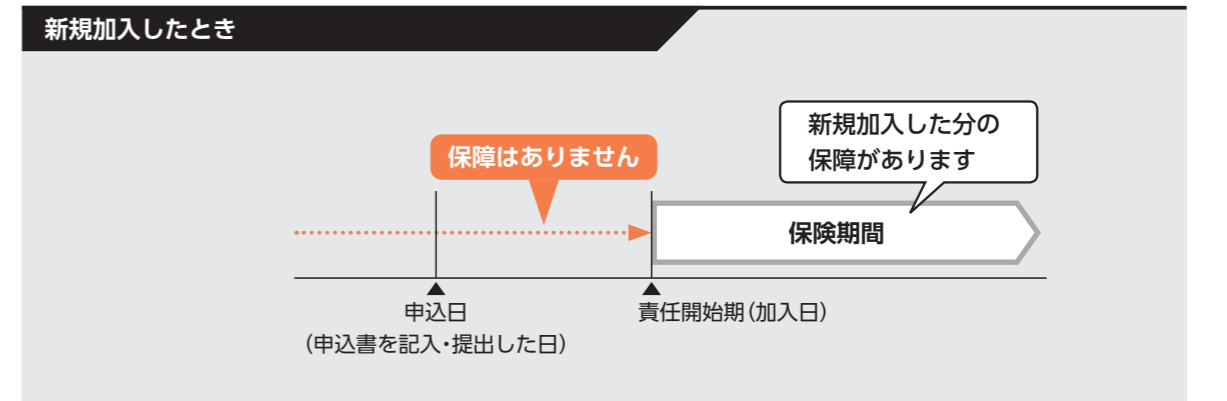 新規加入したとき
新規加入した分の
保障があります
保障はありません
保険期間
申込日
（申込書を記入・提出した日）
責任開始期（加入日）